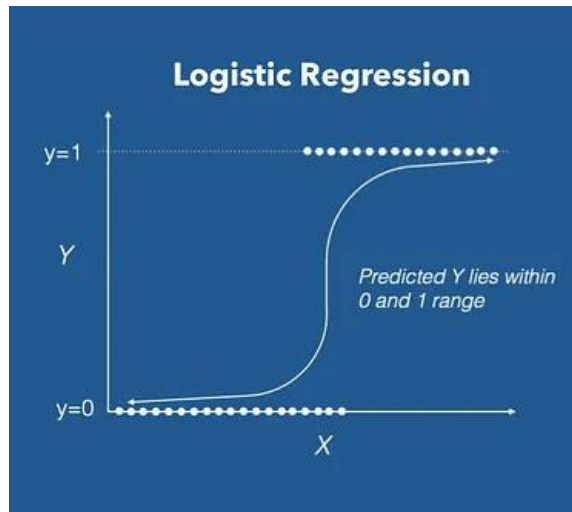 Logistic Regression
y=1
Y
Predicted Y lies within
0 and 1 range
y=0
X